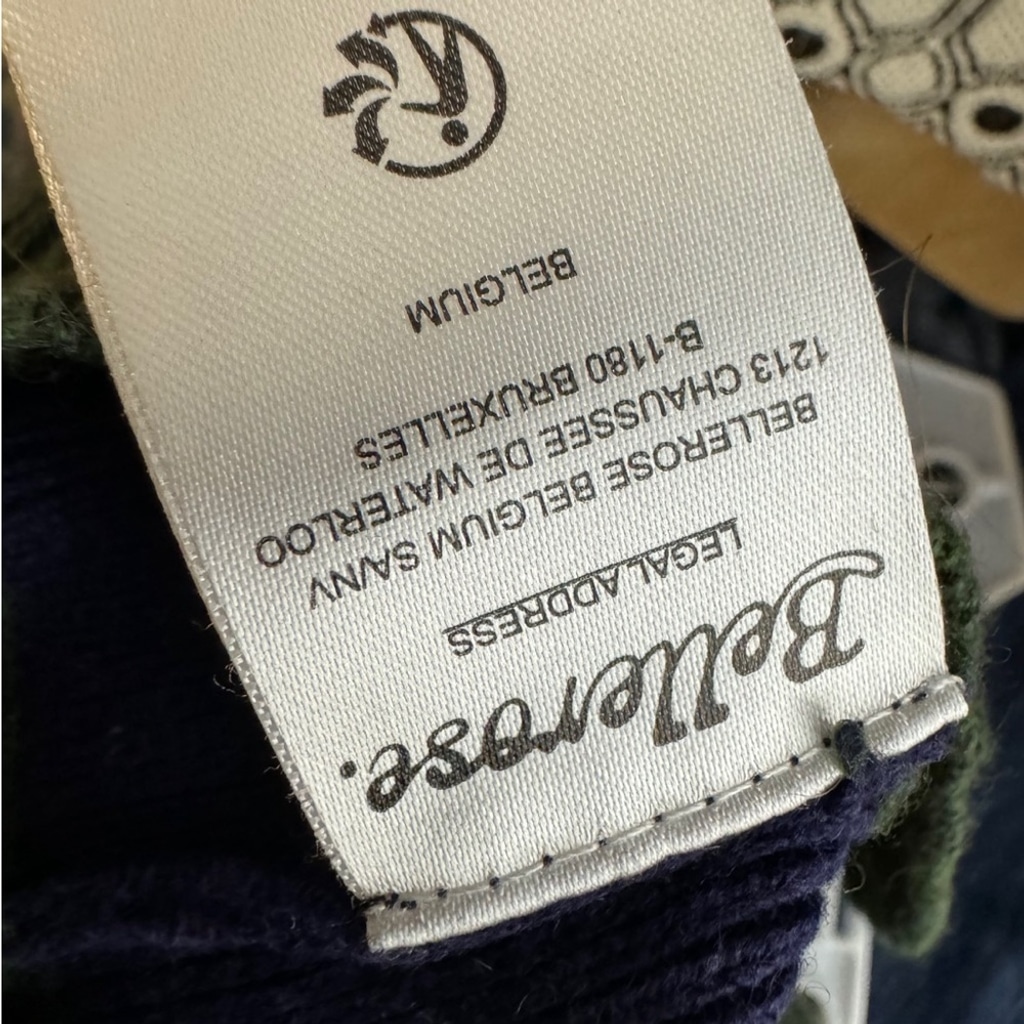 Bellerose.
LEGAL ADDRESS
BELLEROSE BELGIUM SA/NV
1213 CHAUSSEE DE WATERLOO
B-1180 BRUXELLES
BELGIUM